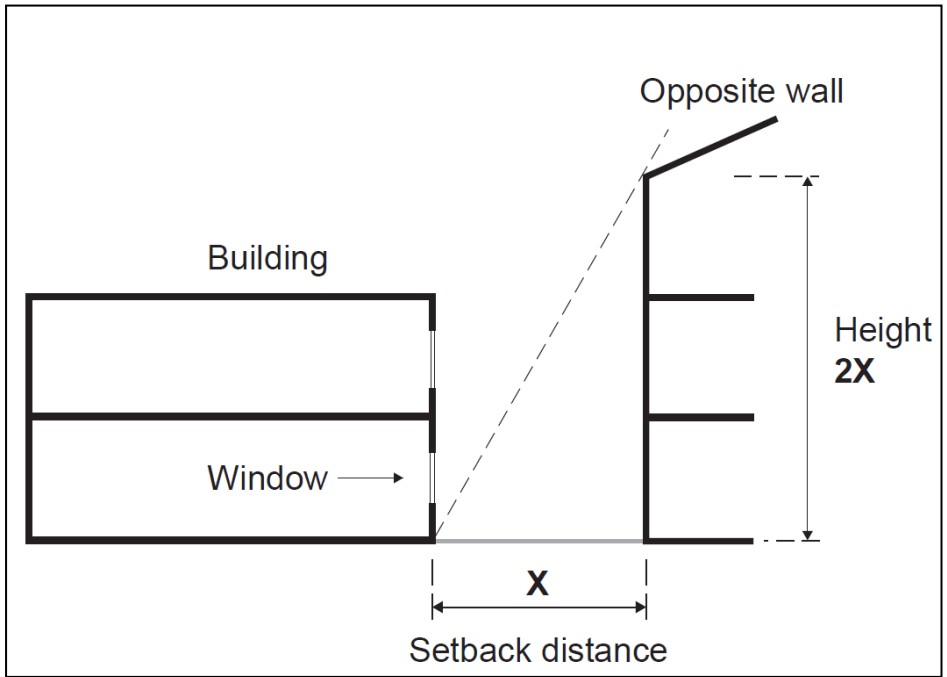 Opposite wall
Building
Height
2X
Window
X
Setback distance